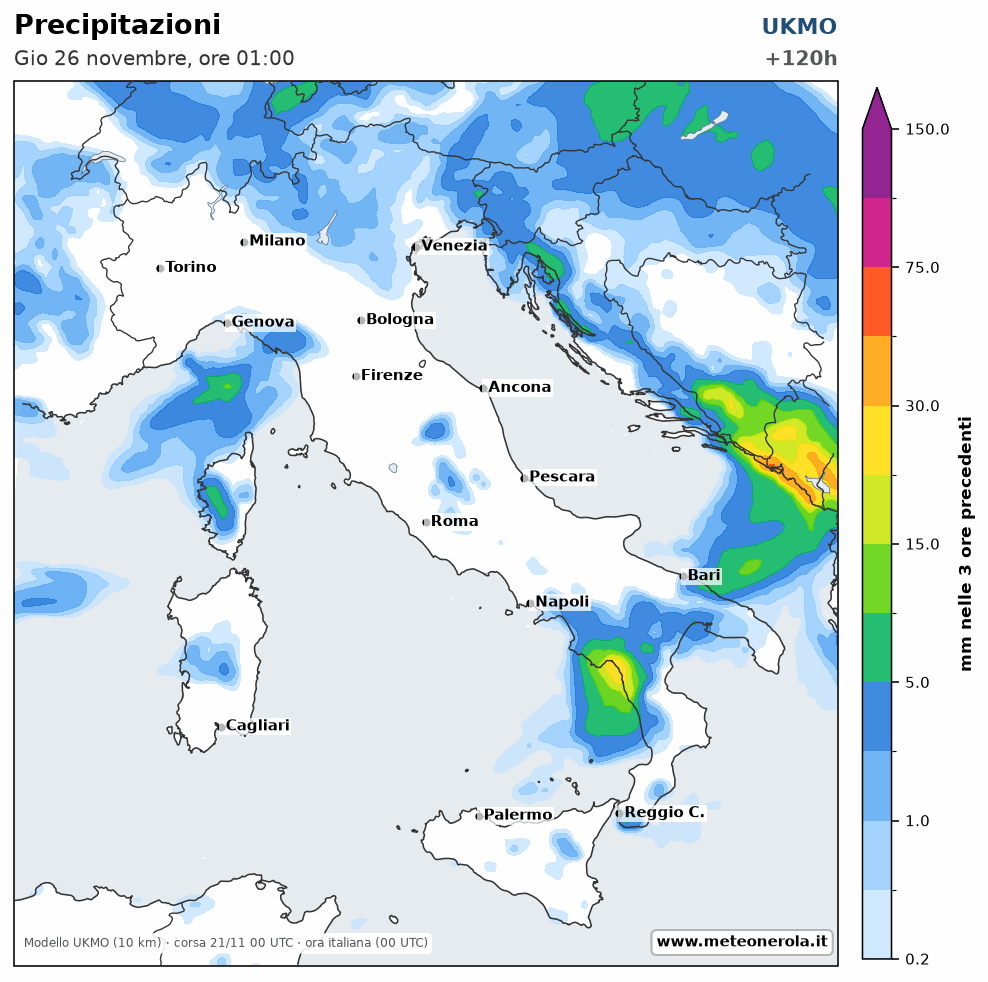 Precipitazioni
UKMO
Gio 26 novembre, ore 01:00
+120h
150.0
Milano
Venezia
Torino
75.0
Genova
Bologna
Firenze
Ancona
30.0
Pescara
Roma
15.0
Bari
Napoli
5.0
Cagliari
Palermo
Reggio C.
1.0
0.2
mm nelle 3 ore precedenti
Modello UKMO (10 km) · corsa 21/11 00 UTC · ora italiana (00 UTC)
www.meteonerola.it